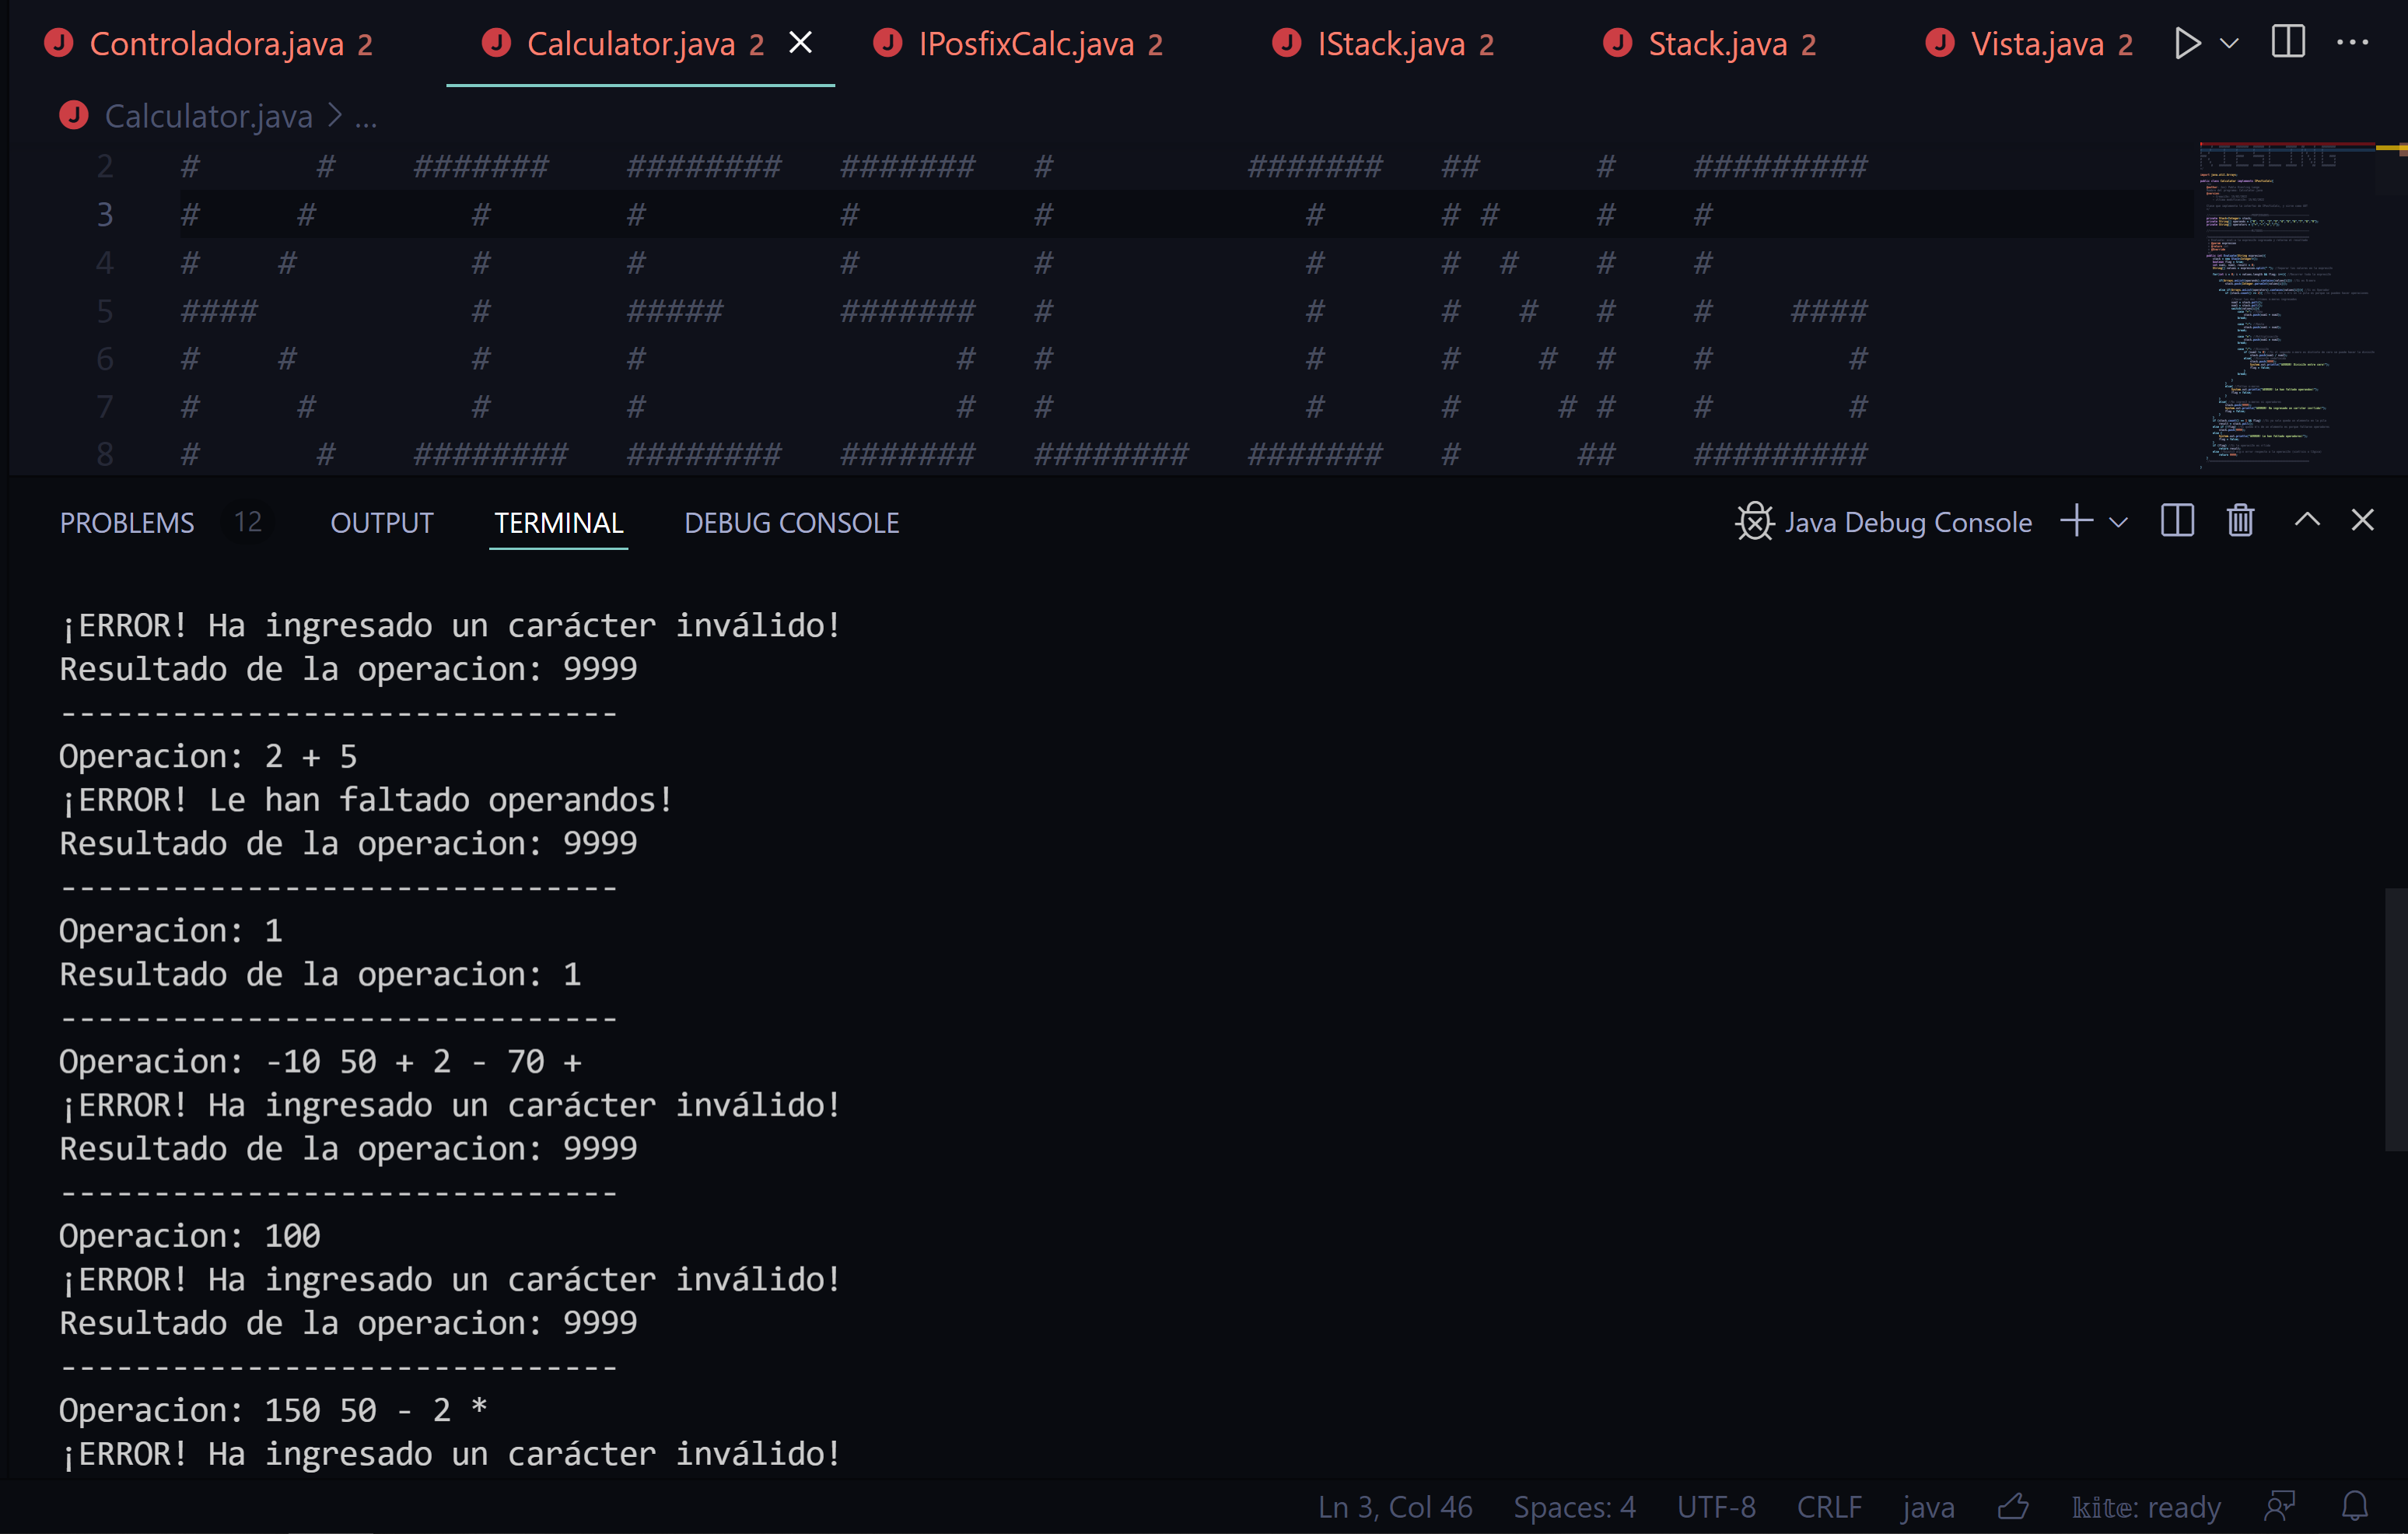 Controladora.java 2 Calculator.java 2 IPosfixCalc.java 2 IStack.java 2 Stack.java 2 Vista.java 2
Calculator.java > ...
2 #      #    #######    ########   #######   #          #######   ##      #    #########
3 #     #        #       #          #         #             #      # #     #    #
4 #    #         #       #          #         #             #      #  #    #    #
5 ####           #       #####      #######   #             #      #   #   #    #    ####
6 #    #         #       #                #   #             #      #    #  #    #       #
7 #     #        #       #                #   #             #      #     # #    #       #
8 #      #    ########   ########   #######   ########   #######   #      ##    #########
PROBLEMS 12 OUTPUT TERMINAL DEBUG CONSOLE Java Debug Console
¡ERROR! Ha ingresado un carácter inválido!
Resultado de la operacion: 9999
------------------------------
Operacion: 2 + 5
¡ERROR! Le han faltado operandos!
Resultado de la operacion: 9999
------------------------------
Operacion: 1
Resultado de la operacion: 1
------------------------------
Operacion: -10 50 + 2 - 70 +
¡ERROR! Ha ingresado un carácter inválido!
Resultado de la operacion: 9999
------------------------------
Operacion: 100
¡ERROR! Ha ingresado un carácter inválido!
Resultado de la operacion: 9999
------------------------------
Operacion: 150 50 - 2 *
¡ERROR! Ha ingresado un carácter inválido!
Ln 3, Col 46 Spaces: 4 UTF-8 CRLF java kite: ready